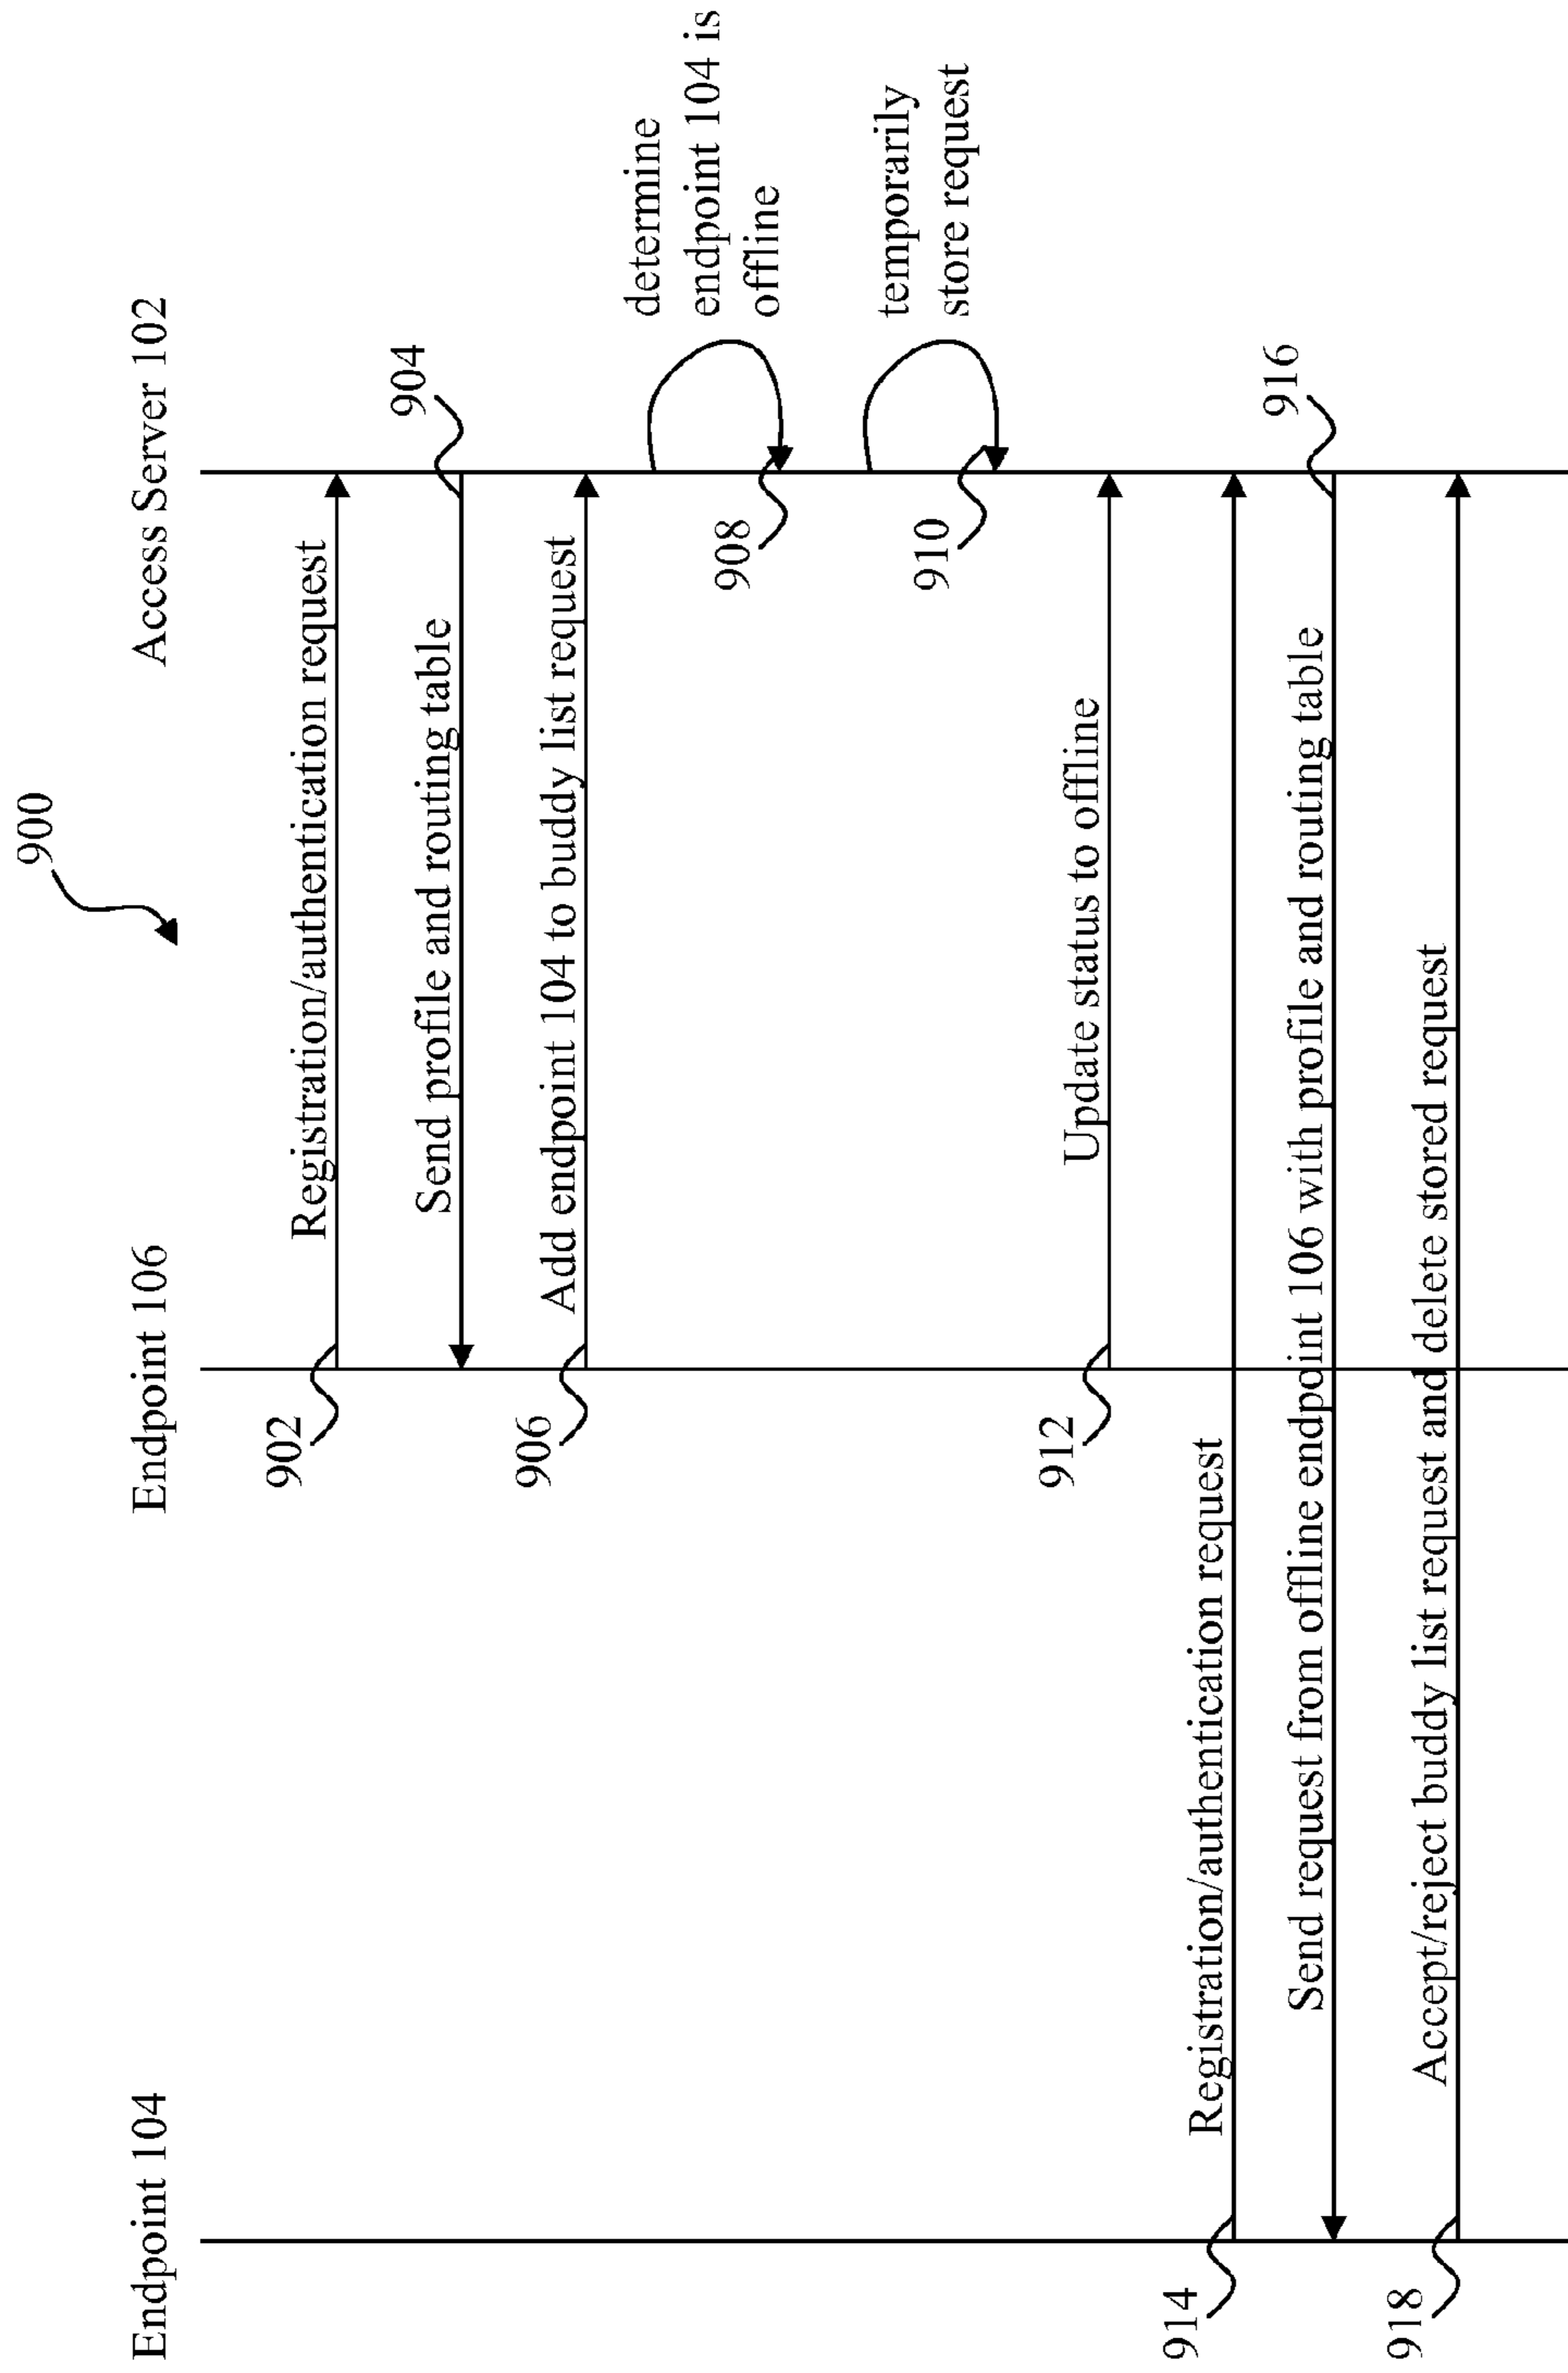 900
Endpoint 104
Endpoint 106
Access Server 102
902
Registration/authentication request
904
Send profile and routing table
906
Add endpoint 104 to buddy list request
determine
endpoint 104 is
offline
908
temporarily
store request
910
912
Update status to offline
914
Registration/authentication request
916
Send request from offline endpoint 106 with profile and routing table
918
Accept/reject buddy list request and delete stored request